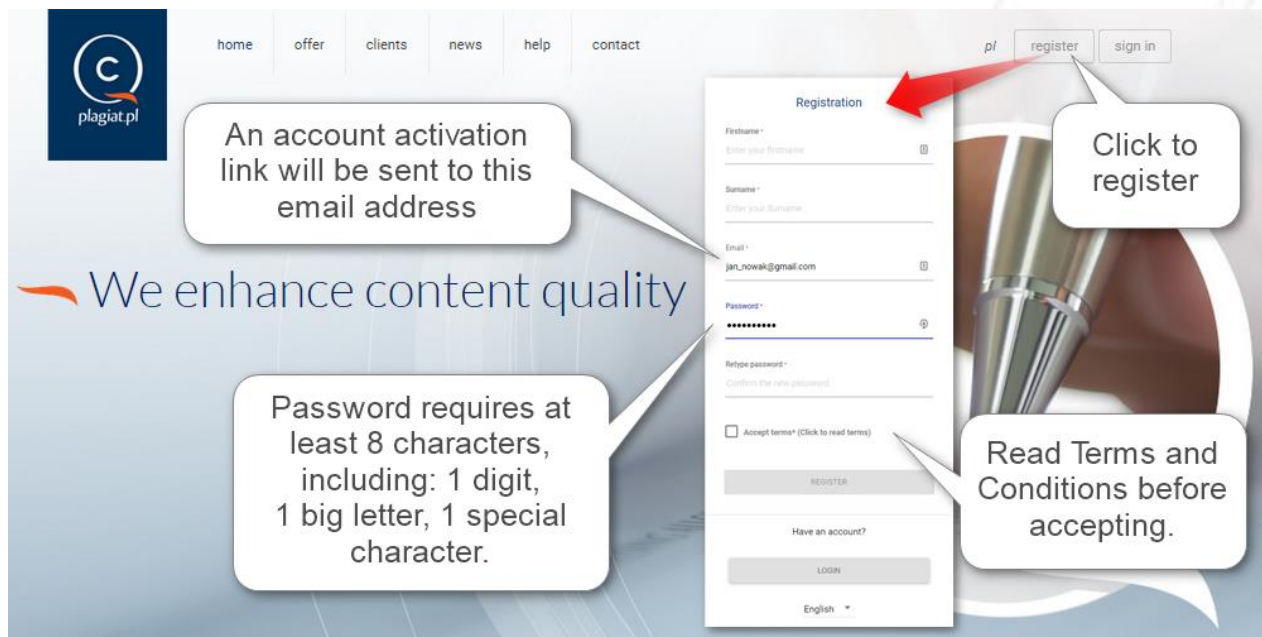 home offer clients news help contact pl register sign in
plagiat.pl
An account activation
link will be sent to this
email address
Click to
register
Registration
Firstname *
Enter your firstname
Surname *
Enter your Surname
Email *
jan_nowak@gmail.com
We enhance content quality
Password *
••••••••••
Retype password *
Confirm the new password
Password requires at
least 8 characters,
including: 1 digit,
1 big letter, 1 special
character.
Accept terms* (Click to read terms)
Read Terms and
Conditions before
accepting.
REGISTER
Have an account?
LOGIN
English